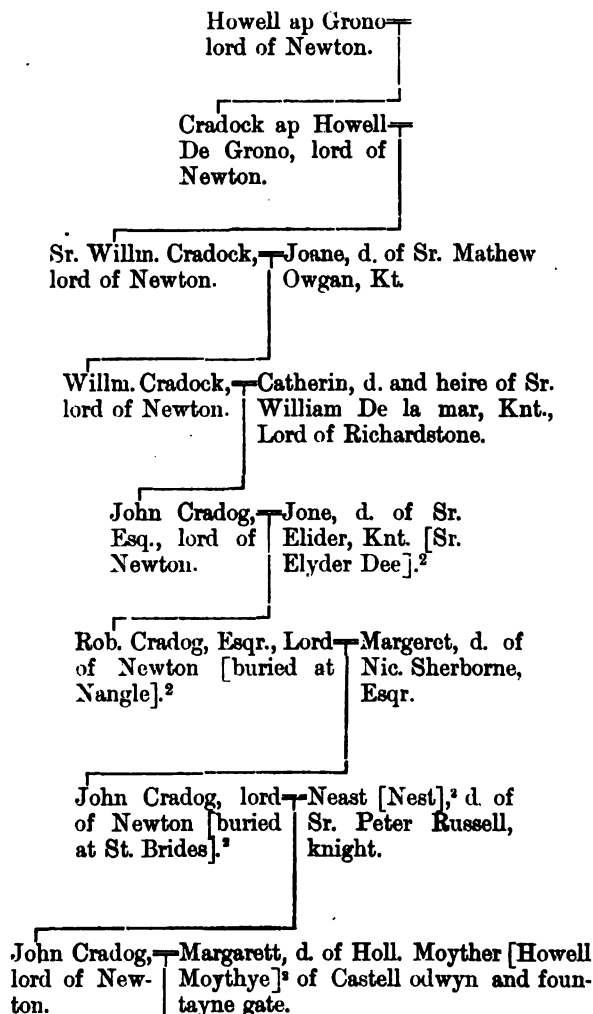 Howell ap Grono
lord of Newton.
Cradock ap Howell
De Grono, lord of
Newton.
Sr. Willm. Cradock,
lord of Newton.
Joane, d. of Sr. Mathew
Owgan, Kt.
Willm. Cradock,
lord of Newton.
Catherin, d. and heire of Sr.
William De la mar, Knt.,
Lord of Richardstone.
John Cradog,
Esq., lord of
Newton.
Jone, d. of Sr.
Elider, Knt. [Sr.
Elyder Dee].²
Rob. Cradog, Esqr., Lord
of Newton [buried at
Nangle].²
Margeret, d. of
Nic. Sherborne,
Esqr.
John Cradog, lord
of Newton [buried
at St. Brides].²
Neast [Nest],² d. of
Sr. Peter Russell,
knight.
John Cradog,
lord of New-
ton.
Margarett, d. of Holl. Moyther [Howell
Moythye]² of Castell odwyn and foun-
tayne gate.